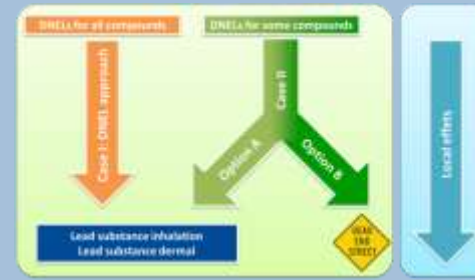 DNELs for all compounds
DNELs for some compounds
Case I: DNEL approach
Case II
Option A
Option B
Local effets
Lead substance inhalation
Lead substance dermal
DEAD
END
STREET